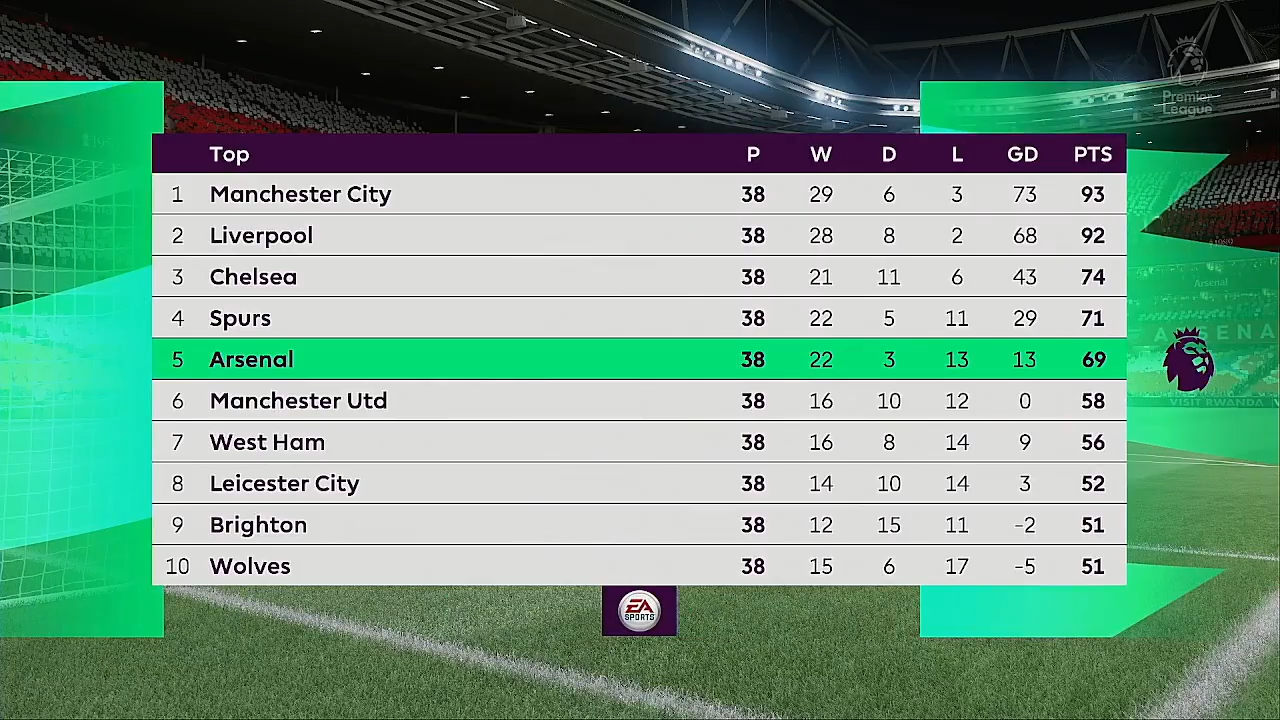 Premier
League
Top P W D L GD PTS
1 Manchester City 38 29 6 3 73 93
2 Liverpool 38 28 8 2 68 92
3 Chelsea 38 21 11 6 43 74
4 Spurs 38 22 5 11 29 71
5 Arsenal 38 22 3 13 13 69
6 Manchester Utd 38 16 10 12 0 58
7 West Ham 38 16 8 14 9 56
8 Leicester City 38 14 10 14 3 52
9 Brighton 38 12 15 11 -2 51
10 Wolves 38 15 6 17 -5 51
Arsenal
ARSENA
VISIT RWANDA
EA
SPORTS